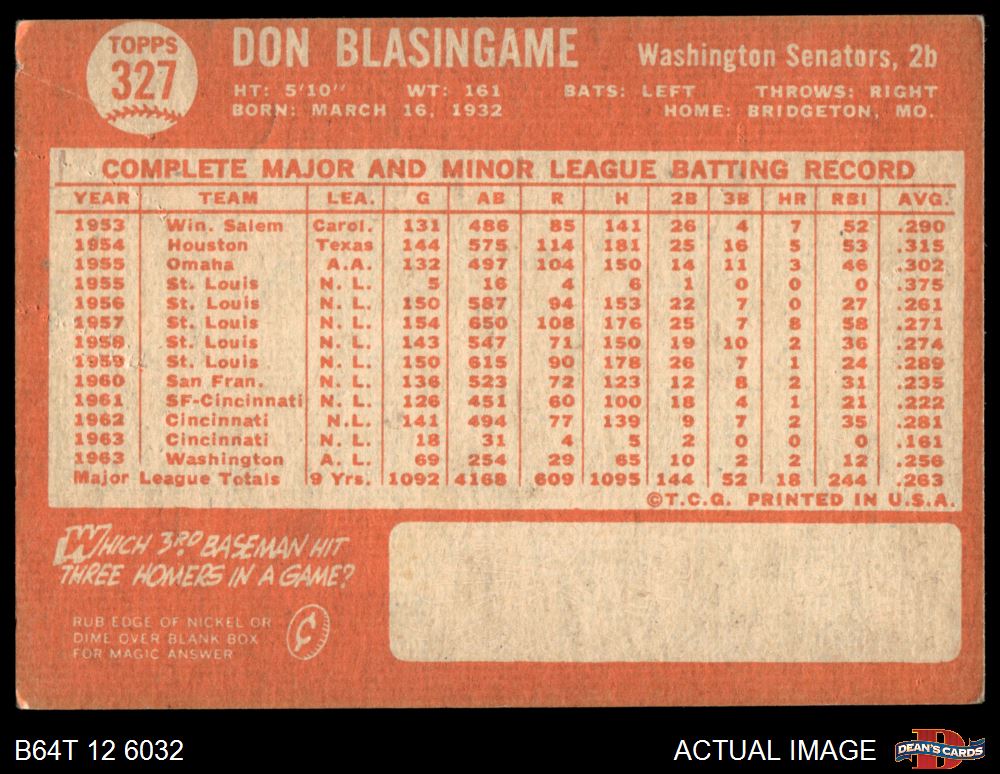 TOPPS
327
DON BLASINGAME
Washington Senators, 2b
HT: 5'10" WT: 161 BATS: LEFT THROWS: RIGHT
BORN: MARCH 16, 1932 HOME: BRIDGETON, MO.
COMPLETE MAJOR AND MINOR LEAGUE BATTING RECORD
YEAR TEAM LEA. G AB R H 2B 3B HR RBI AVG.
1953 Win. Salem Carol. 131 486 85 141 26 4 7 52 .290
1954 Houston Texas 144 575 114 181 25 16 5 53 .315
1955 Omaha A.A. 132 497 104 150 14 11 3 46 .302
1955 St. Louis N. L. 5 16 4 6 1 0 0 0 .375
1956 St. Louis N. L. 150 587 94 153 22 7 0 27 .261
1957 St. Louis N. L. 154 650 108 176 25 7 8 58 .271
1958 St. Louis N. L. 143 547 71 150 19 10 2 36 .274
1959 St. Louis N. L. 150 615 90 178 26 7 1 24 .289
1960 San Fran. N. L. 136 523 72 123 12 8 2 31 .235
1961 SF-Cincinnati N. L. 126 451 60 100 18 4 1 21 .222
1962 Cincinnati N.L. 141 494 77 139 9 7 2 35 .281
1963 Cincinnati N. L. 18 31 4 5 2 0 0 0 .161
1963 Washington A. L. 69 254 29 65 10 2 2 12 .256
Major League Totals 9 Yrs. 1092 4168 609 1095 144 52 18 244 .263
©T.C.G. PRINTED IN U.S.A.
WHICH 3RD BASEMAN HIT
THREE HOMERS IN A GAME?
RUB EDGE OF NICKEL OR
DIME OVER BLANK BOX
FOR MAGIC ANSWER
¢
B64T 12 6032
ACTUAL IMAGE
D
DEAN'S CARDS